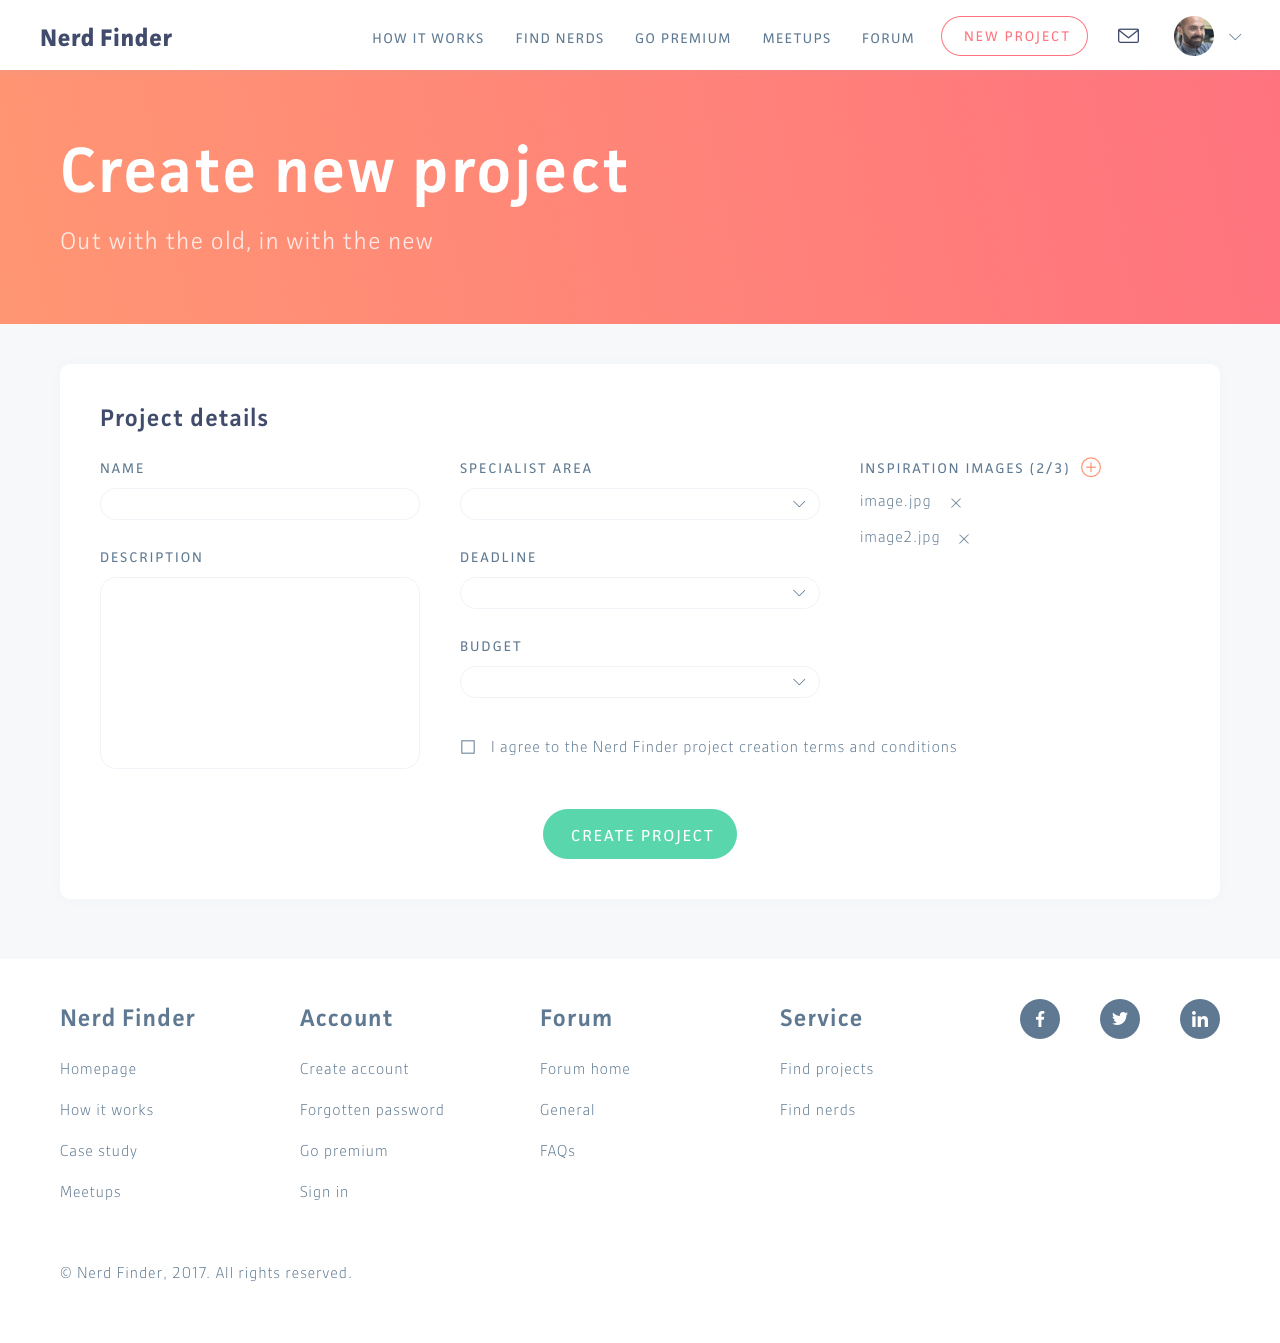 Nerd Finder
HOW IT WORKS
FIND NERDS
GO PREMIUM
MEETUPS
FORUM
NEW PROJECT
Create new project
Out with the old, in with the new
Project details
NAME
DESCRIPTION
SPECIALIST AREA
DEADLINE
BUDGET
I agree to the Nerd Finder project creation terms and conditions
INSPIRATION IMAGES (2/3)
image.jpg
image2.jpg
CREATE PROJECT
Nerd Finder
Homepage
How it works
Case study
Meetups
Account
Create account
Forgotten password
Go premium
Sign in
Forum
Forum home
General
FAQs
Service
Find projects
Find nerds
© Nerd Finder, 2017. All rights reserved.